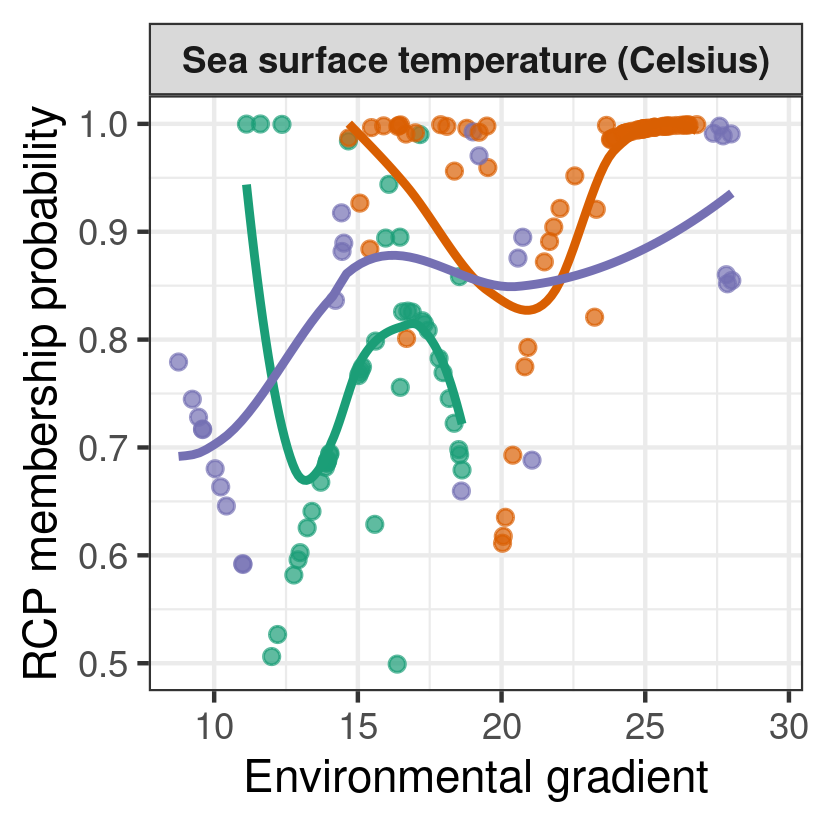 Sea surface temperature (Celsius)
RCP membership probability
1.0
0.9
0.8
0.7
0.6
0.5
10 15 20 25 30
Environmental gradient